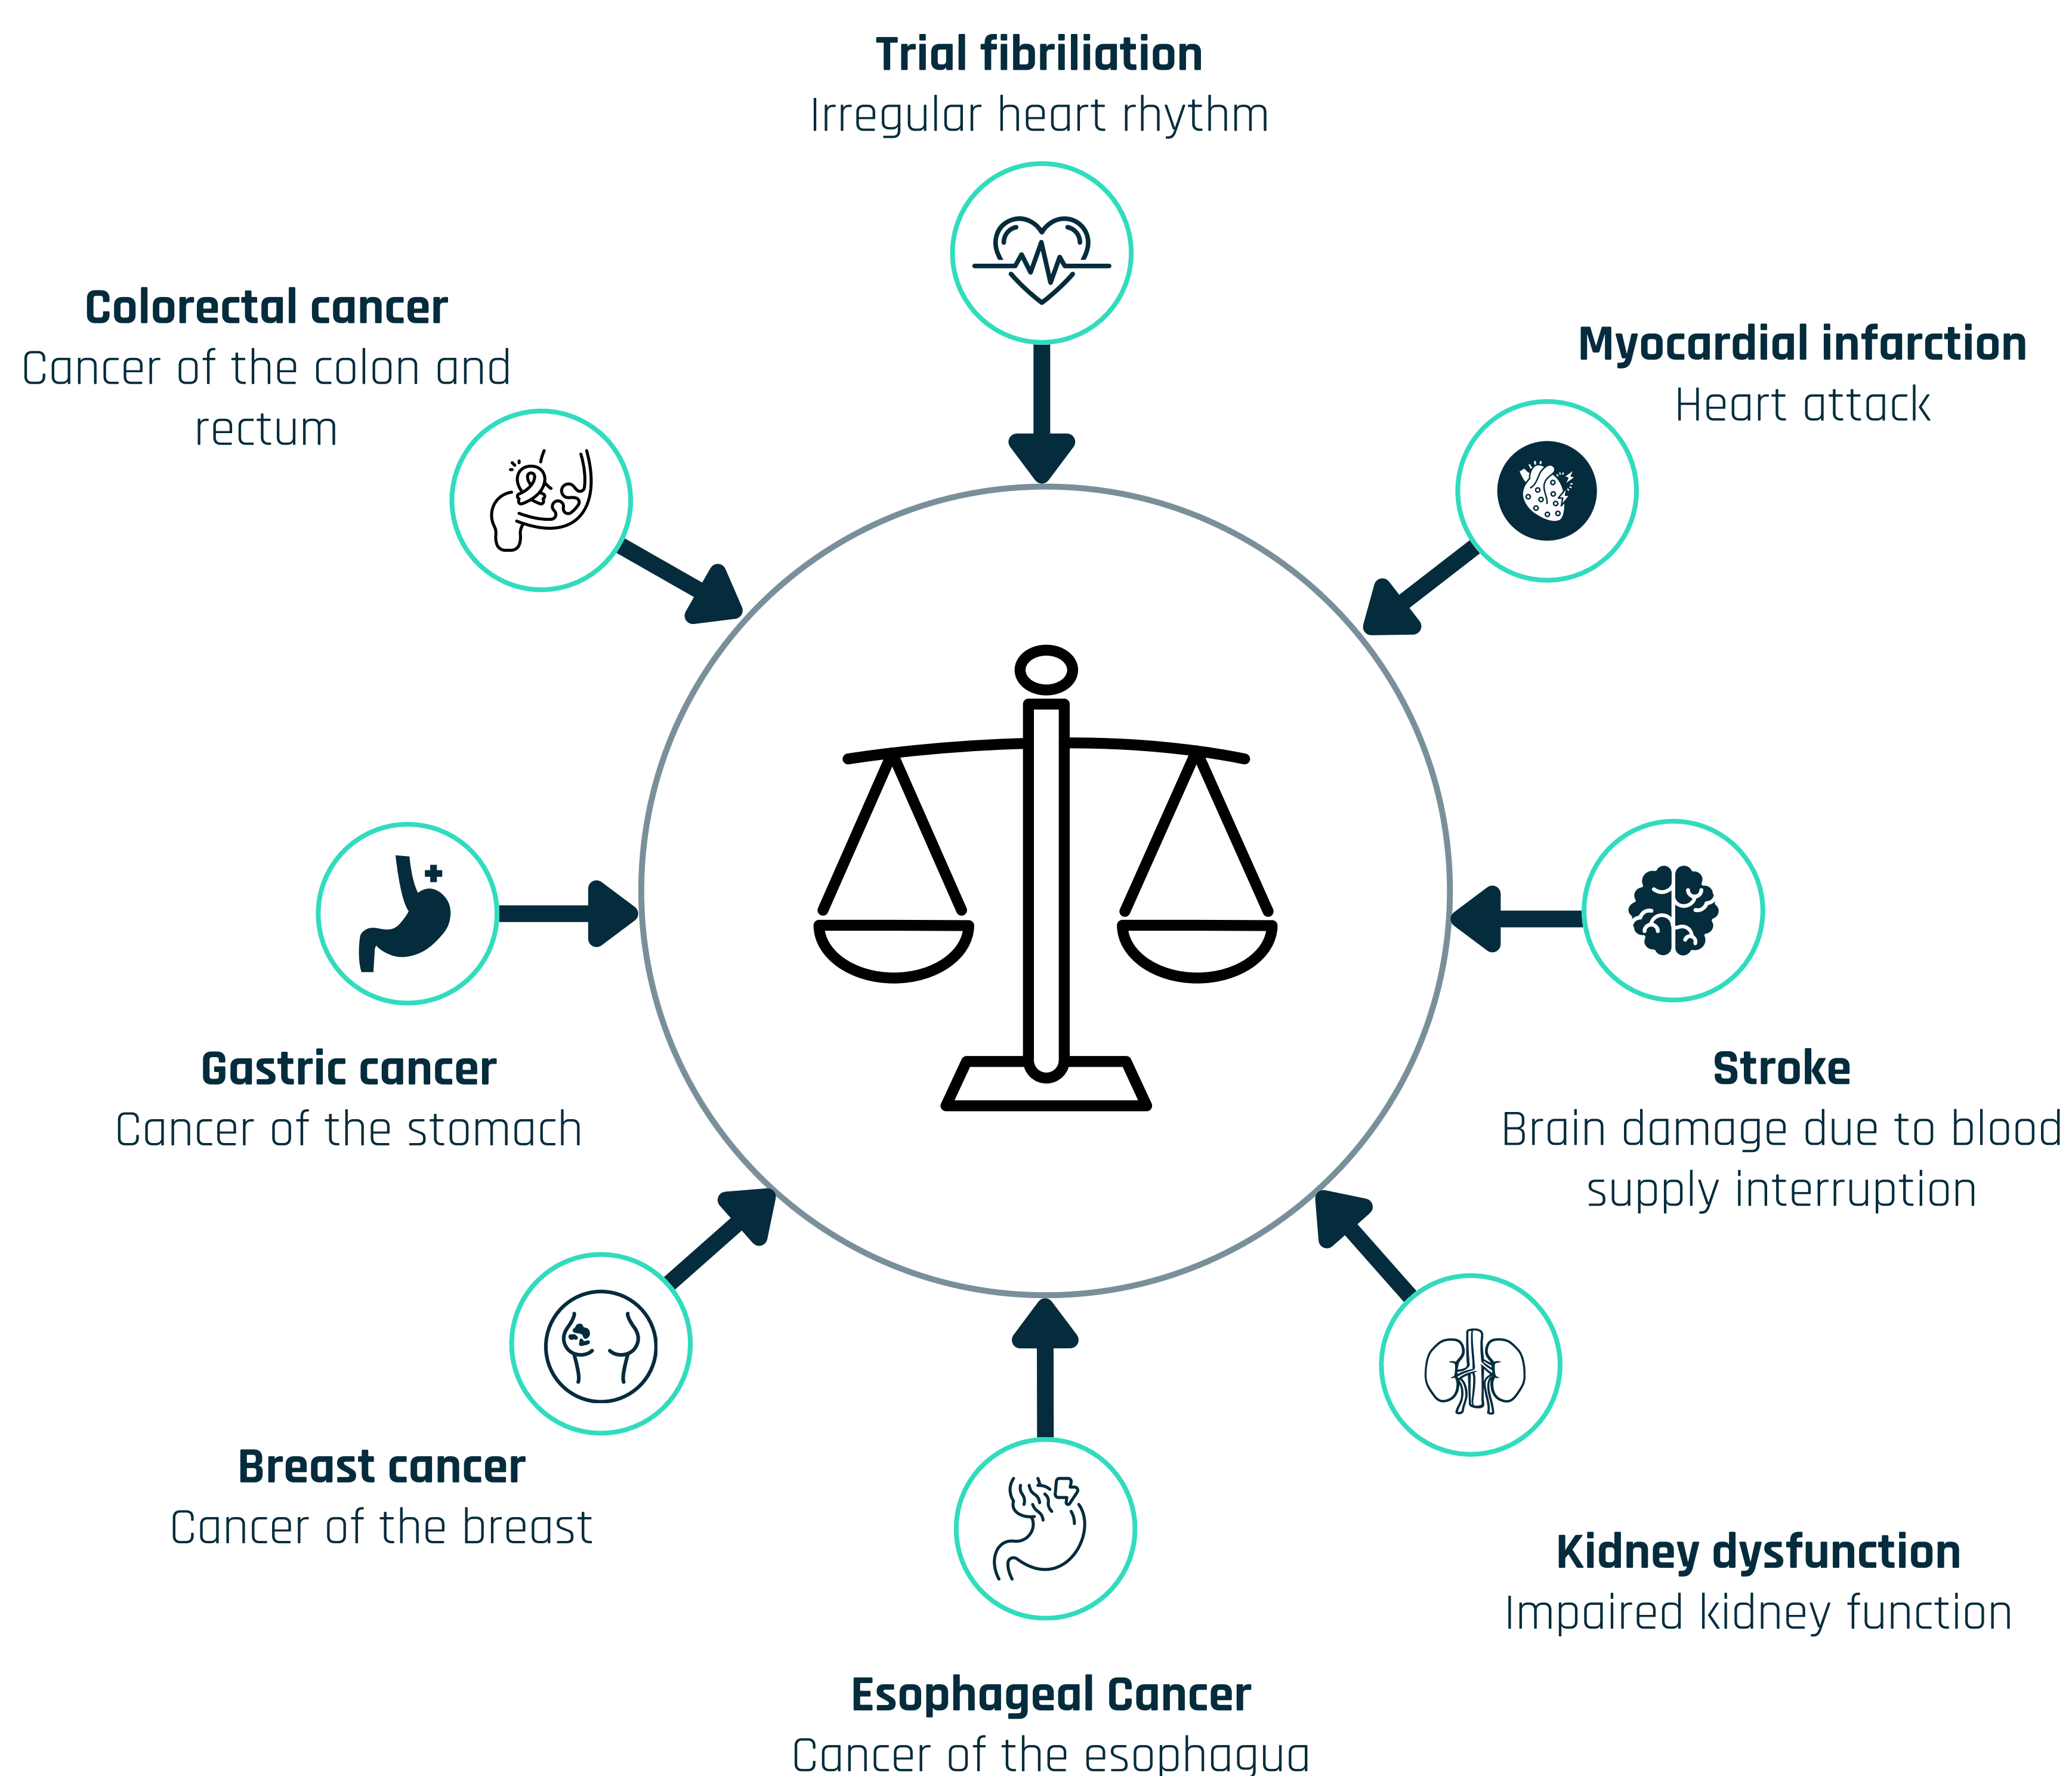 Trial fibriliation
Irregular heart rhythm
Colorectal cancer
Cancer of the colon and
rectum
Myocardial infarction
Heart attack
Gastric cancer
Cancer of the stomach
Stroke
Brain damage due to blood
supply interruption
Breast cancer
Cancer of the breast
Kidney dysfunction
Impaired kidney function
Esophageal Cancer
Cancer of the esophagua